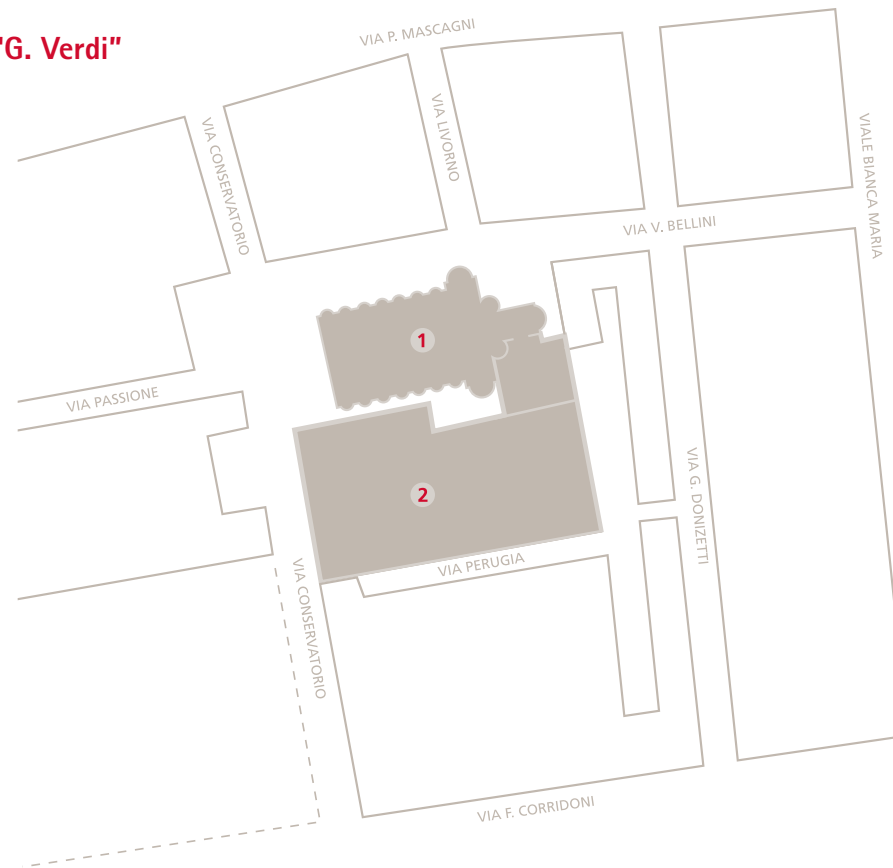 "G. Verdi"
VIA P. MASCAGNI
VIA CONSERVATORIO
VIA LIVORNO
VIALE BIANCA MARIA
VIA V. BELLINI
1
VIA PASSIONE
2
VIA G. DONIZETTI
VIA PERUGIA
VIA CONSERVATORIO
VIA F. CORRIDONI